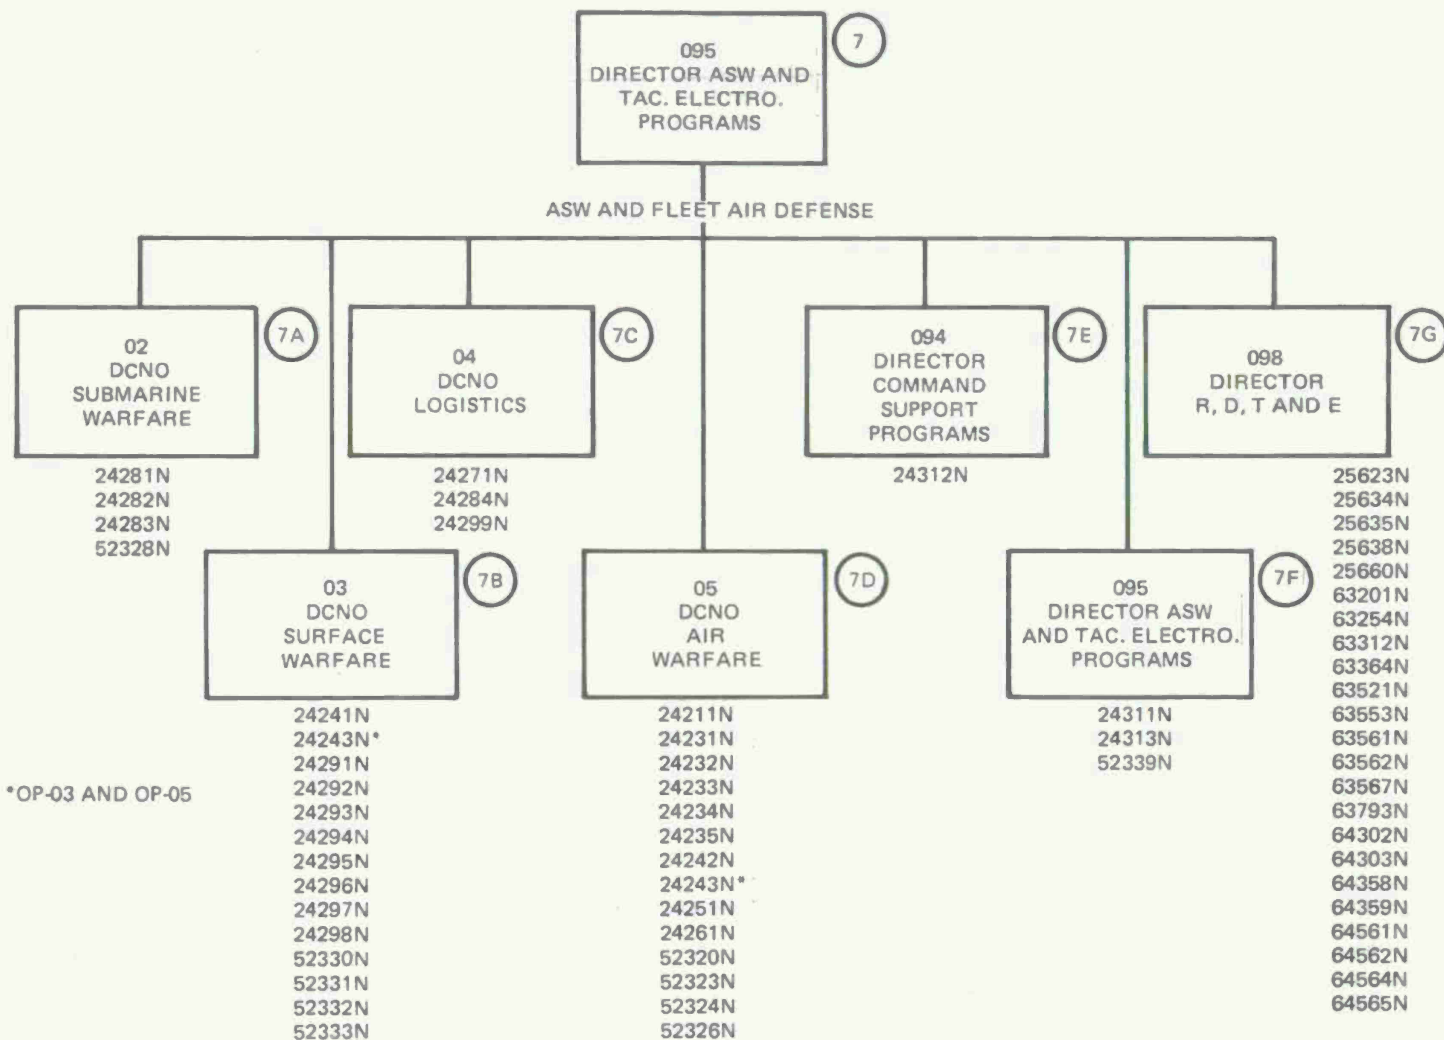 095
DIRECTOR ASW AND
TAC. ELECTRO.
PROGRAMS
7
ASW AND FLEET AIR DEFENSE
02
DCNO
SUBMARINE
WARFARE
7A
24281N
24282N
24283N
52328N
03
DCNO
SURFACE
WARFARE
7B
24241N
24243N*
24291N
24292N
24293N
24294N
24295N
24296N
24297N
24298N
52330N
52331N
52332N
52333N
04
DCNO
LOGISTICS
7C
24271N
24284N
24299N
05
DCNO
AIR
WARFARE
7D
24211N
24231N
24232N
24233N
24234N
24235N
24242N
24243N*
24251N
24261N
52320N
52323N
52324N
52326N
094
DIRECTOR
COMMAND
SUPPORT
PROGRAMS
7E
24312N
095
DIRECTOR ASW
AND TAC. ELECTRO.
PROGRAMS
7F
24311N
24313N
52339N
098
DIRECTOR
R, D, T AND E
7G
25623N
25634N
25635N
25638N
25660N
63201N
63254N
63312N
63364N
63521N
63553N
63561N
63562N
63567N
63793N
64302N
64303N
64358N
64359N
64561N
64562N
64564N
64565N
*OP-03 AND OP-05